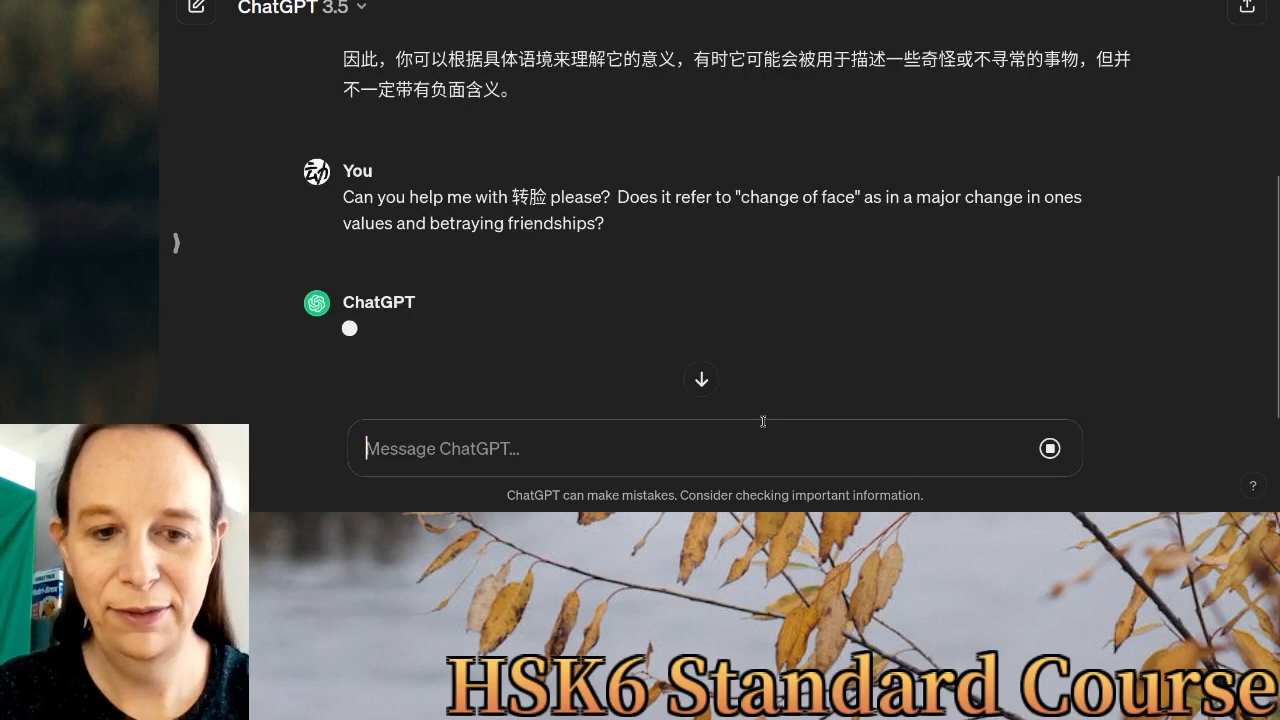 ChatGPT 3.5
因此，你可以根据具体语境来理解它的意义，有时它可能会被用于描述一些奇怪或不寻常的事物，但并
不一定带有负面含义。
You
Can you help me with 转脸 please?  Does it refer to "change of face" as in a major change in ones
values and betraying friendships?
ChatGPT
Message ChatGPT...
ChatGPT can make mistakes. Consider checking important information.
?
HSK6 Standard Course